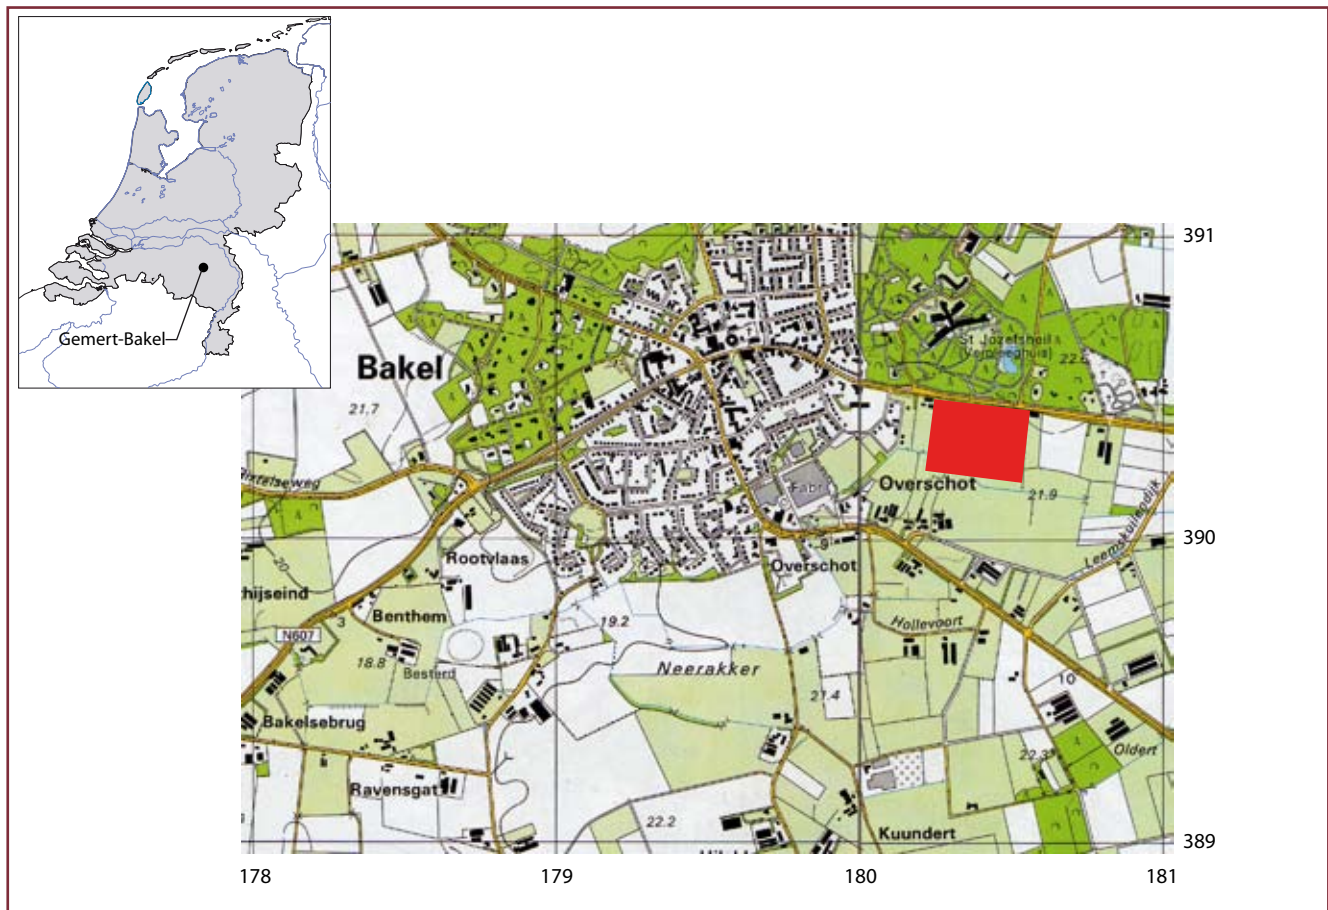 Gemert-Bakel
391
Bakel
St Jozefsheil
(Verpleeghuis)
22.2
21.7
Fabr
Overschot
21.9
Leemskuilendijk
390
Rootvlaas
Overschot
20
thijseind
Benthem
3
9
19.2
Hollevoort
N607
18.8
Besterd
Neerakker
21.4
10
Bakelsebrug
22.3
Oldert
Ravensgat
22.2
Kuundert
389
178
179
180
181